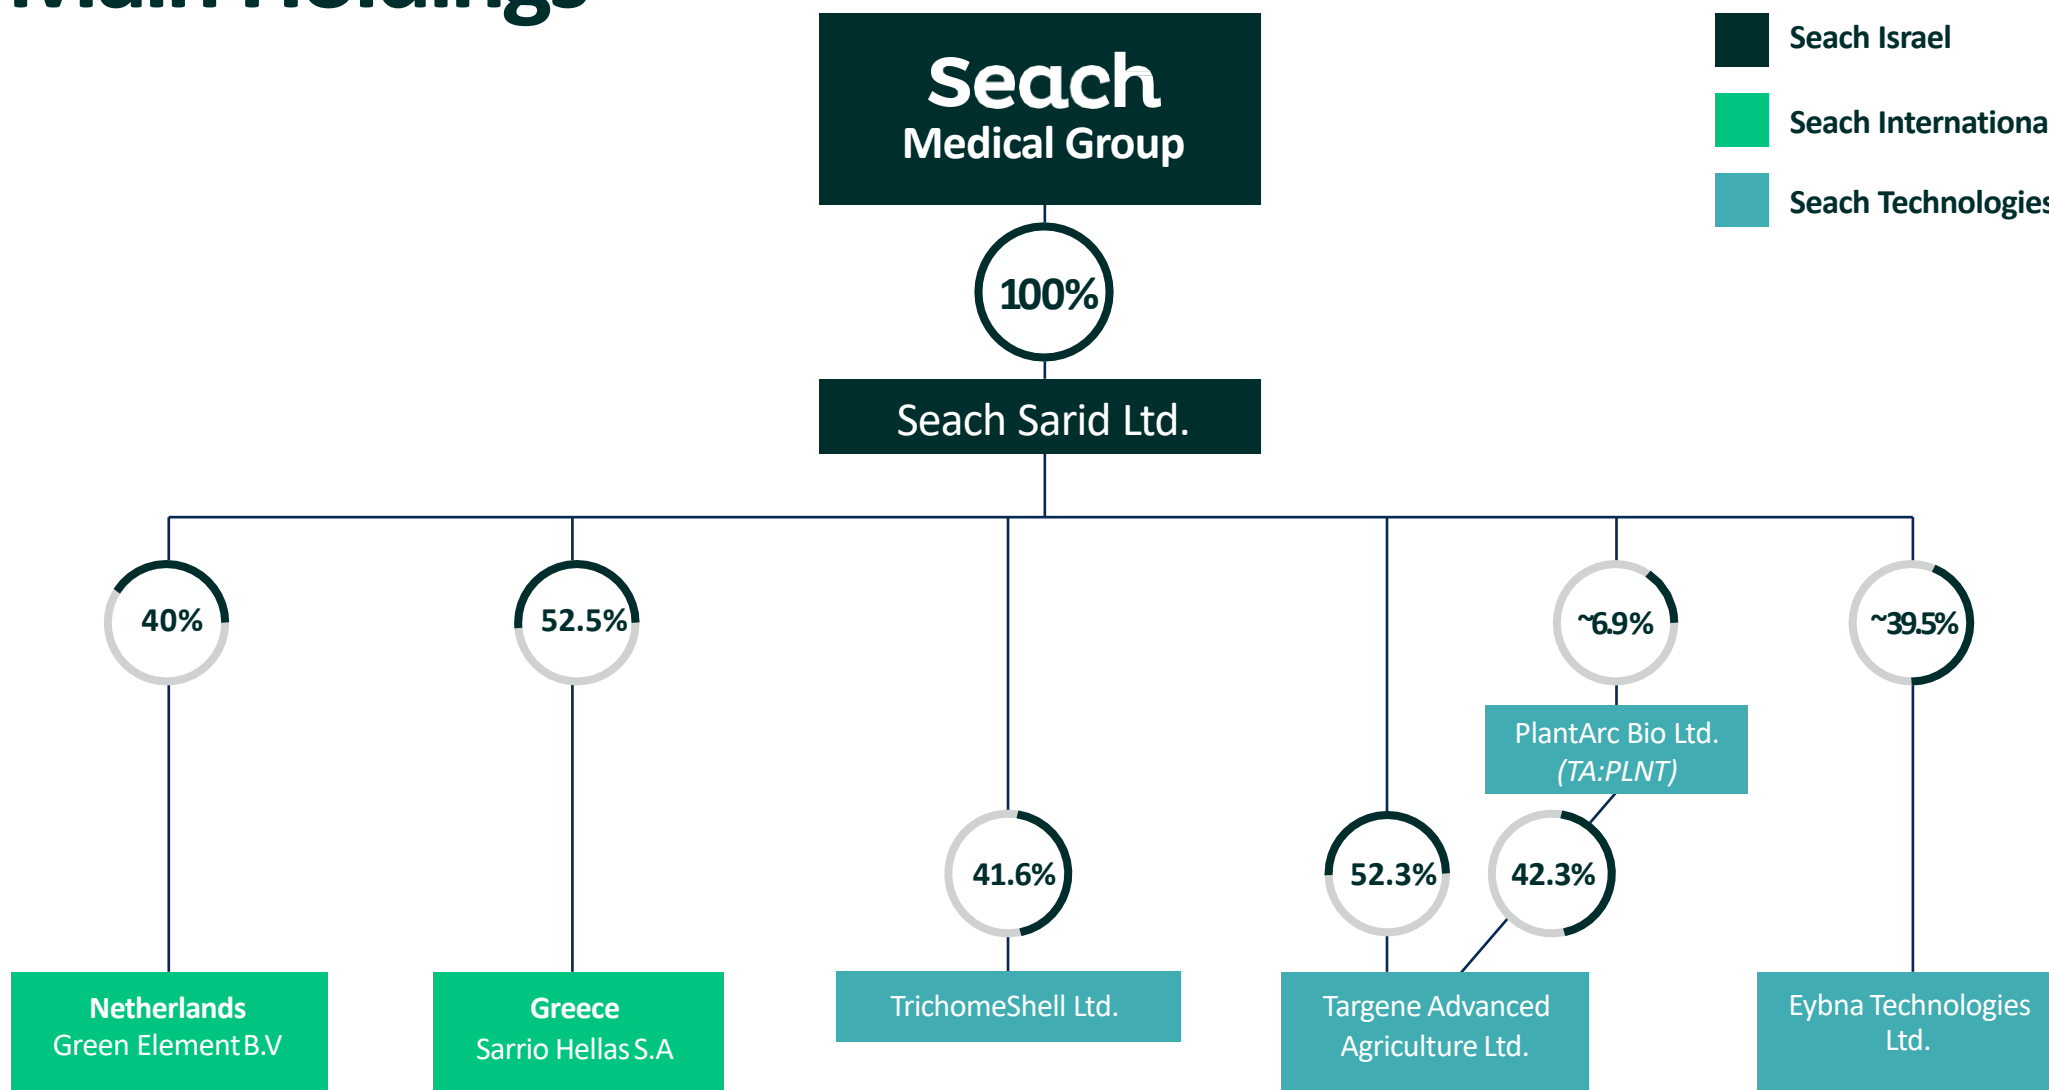 Main Holdings
Seach
Medical Group
Seach Israel
Seach Internationa
Seach Technologies
100%
Seach Sarid Ltd.
40%
52.5%
~6.9%
~39.5%
PlantArc Bio Ltd.
(TA:PLNT)
41.6%
52.3%
42.3%
Netherlands
Green Element B.V
Greece
Sarrio Hellas S.A
TrichomeShell Ltd.
Targene Advanced
Agriculture Ltd.
Eybna Technologies
Ltd.